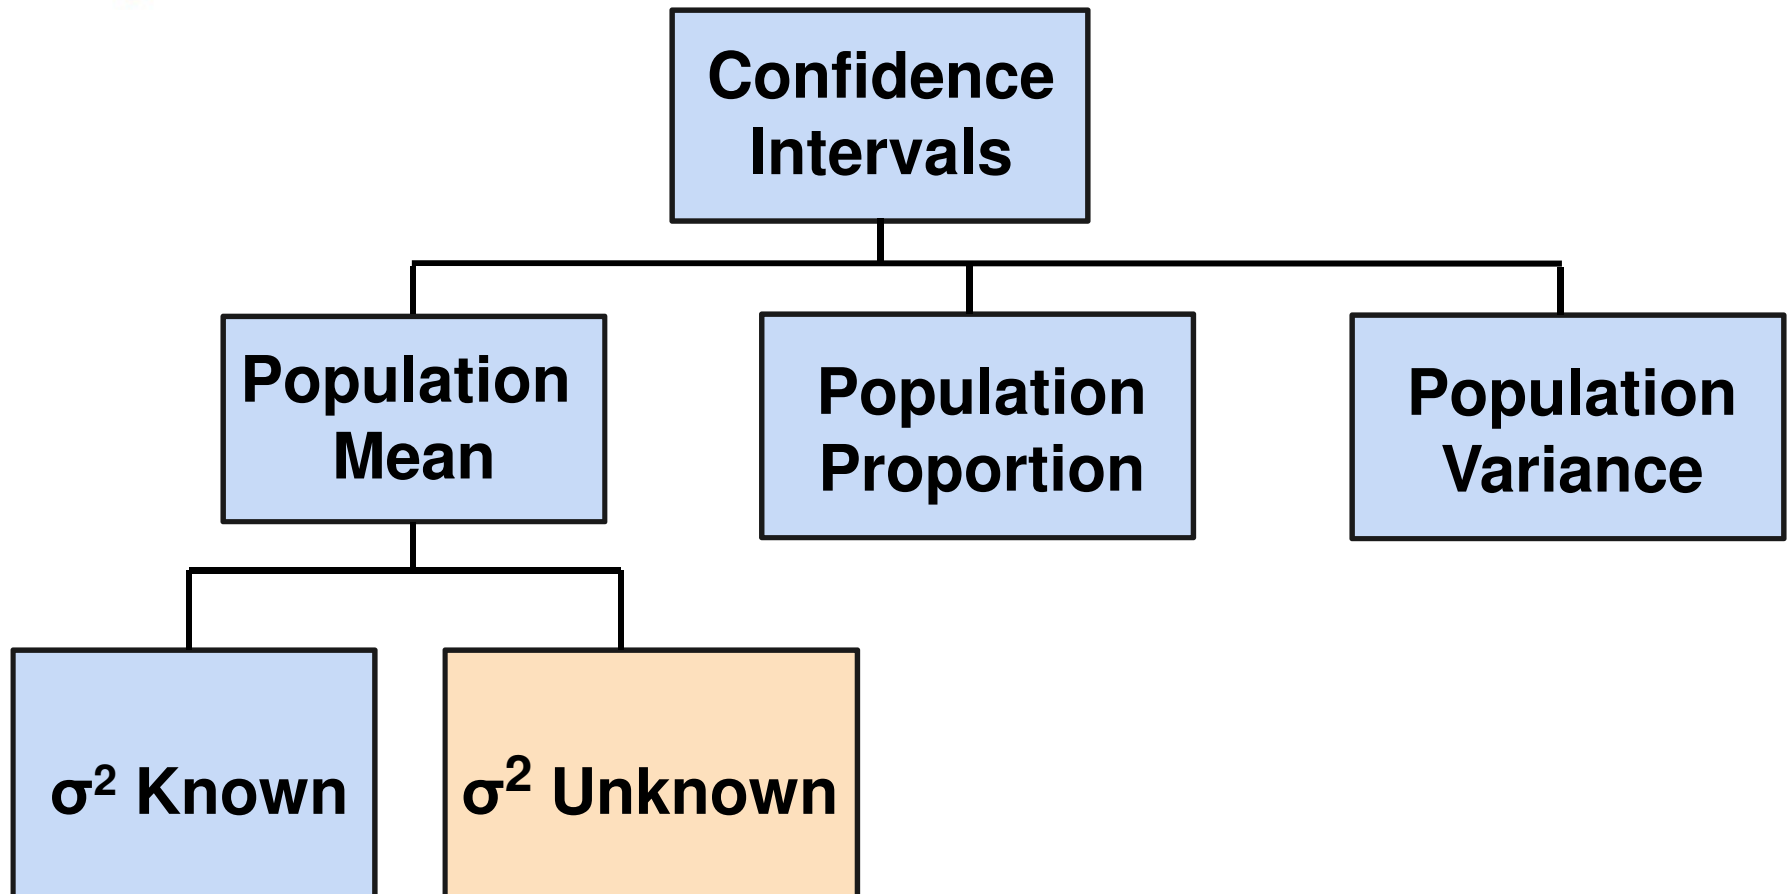 Confidence
Intervals
Population
Mean
Population
Proportion
Population
Variance
σ² Known
σ² Unknown